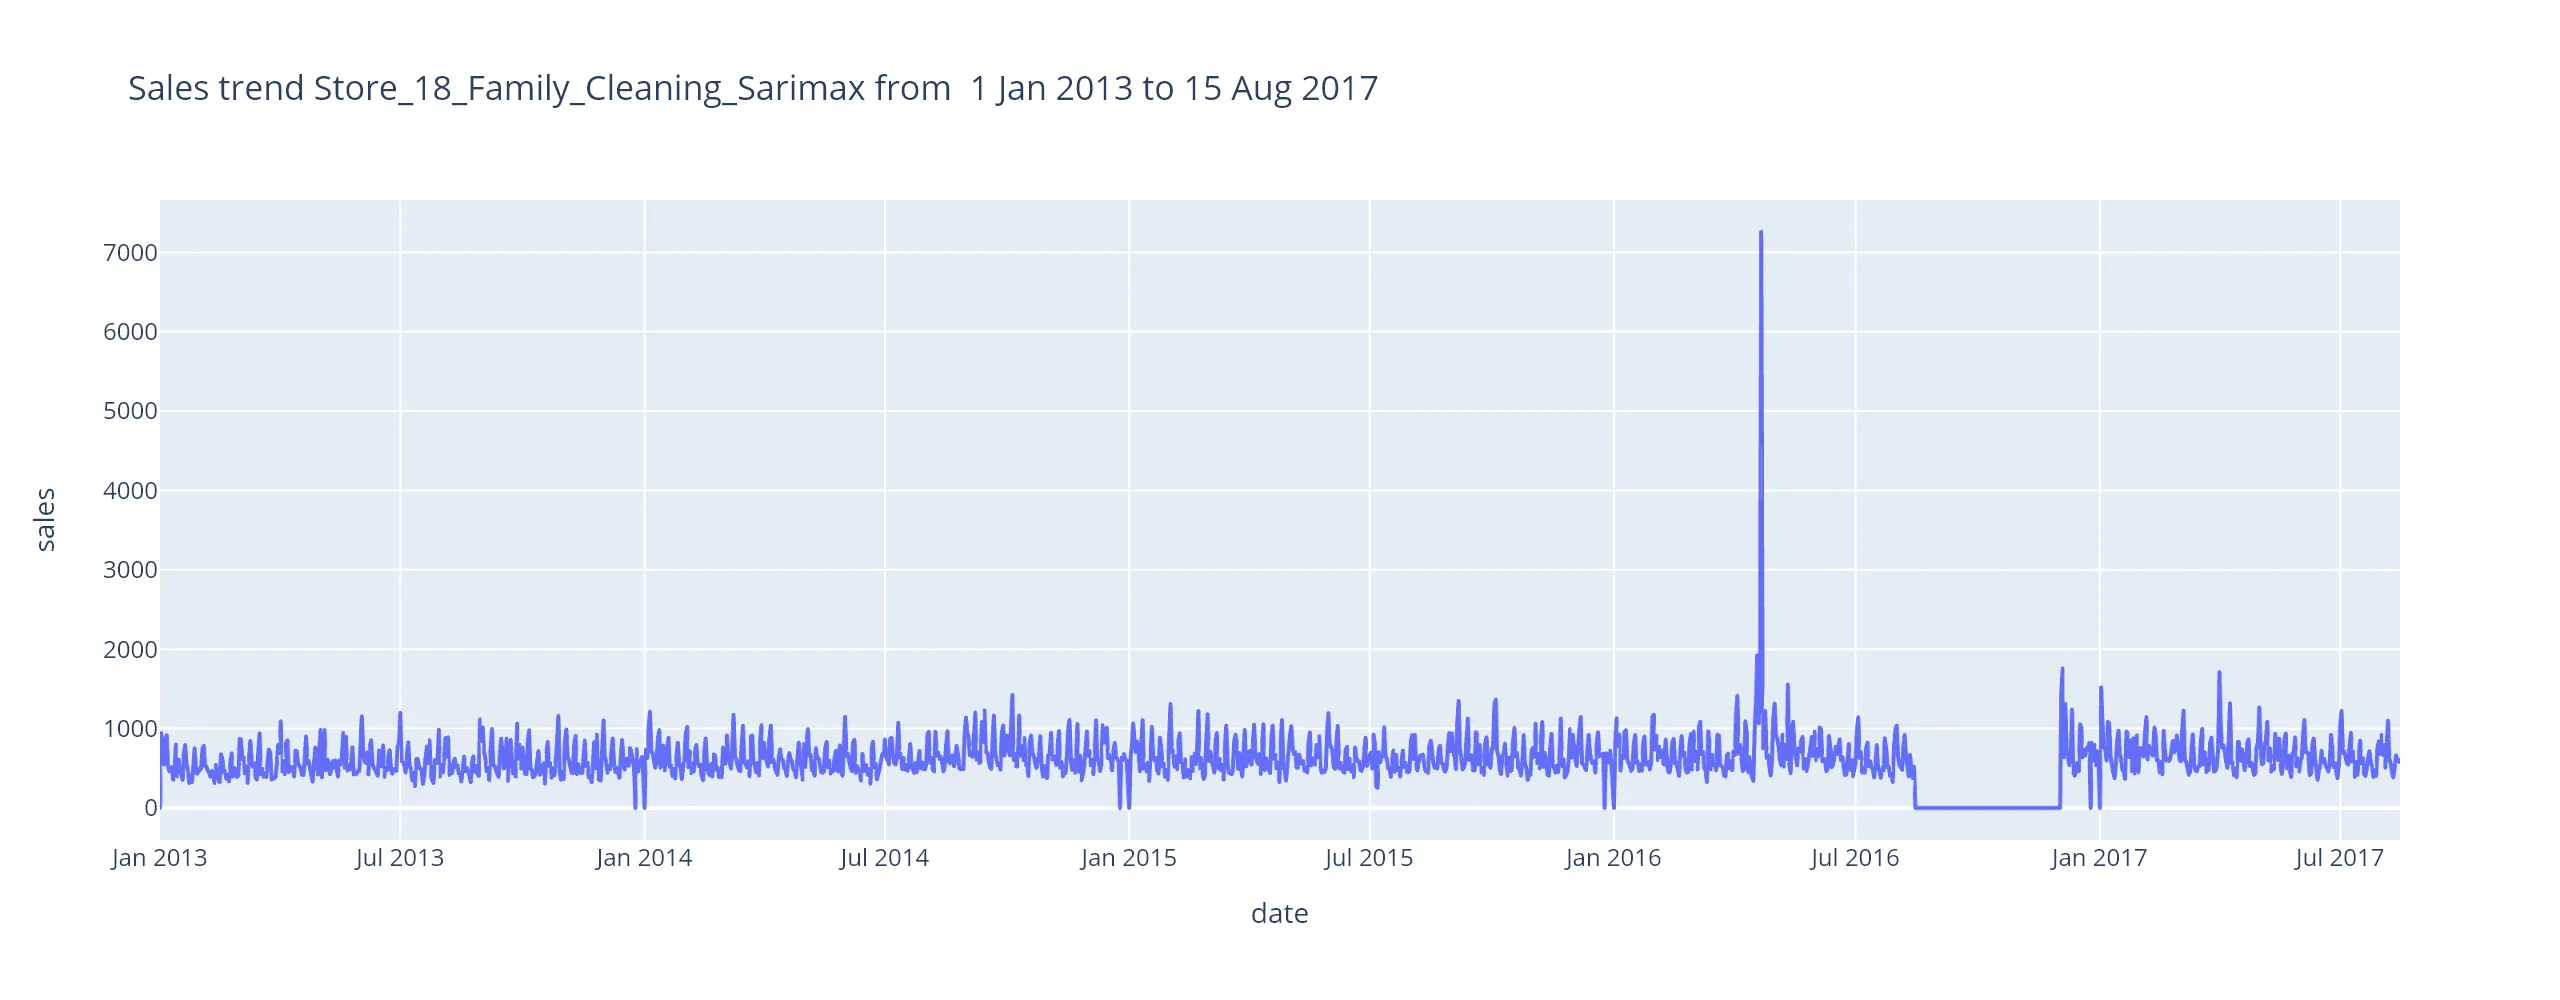 Sales trend Store_18_Family_Cleaning_Sarimax from  1 Jan 2013 to 15 Aug 2017
7000
6000
5000
4000
3000
2000
1000
0
sales
Jan 2013 Jul 2013 Jan 2014 Jul 2014 Jan 2015 Jul 2015 Jan 2016 Jul 2016 Jan 2017 Jul 2017
date